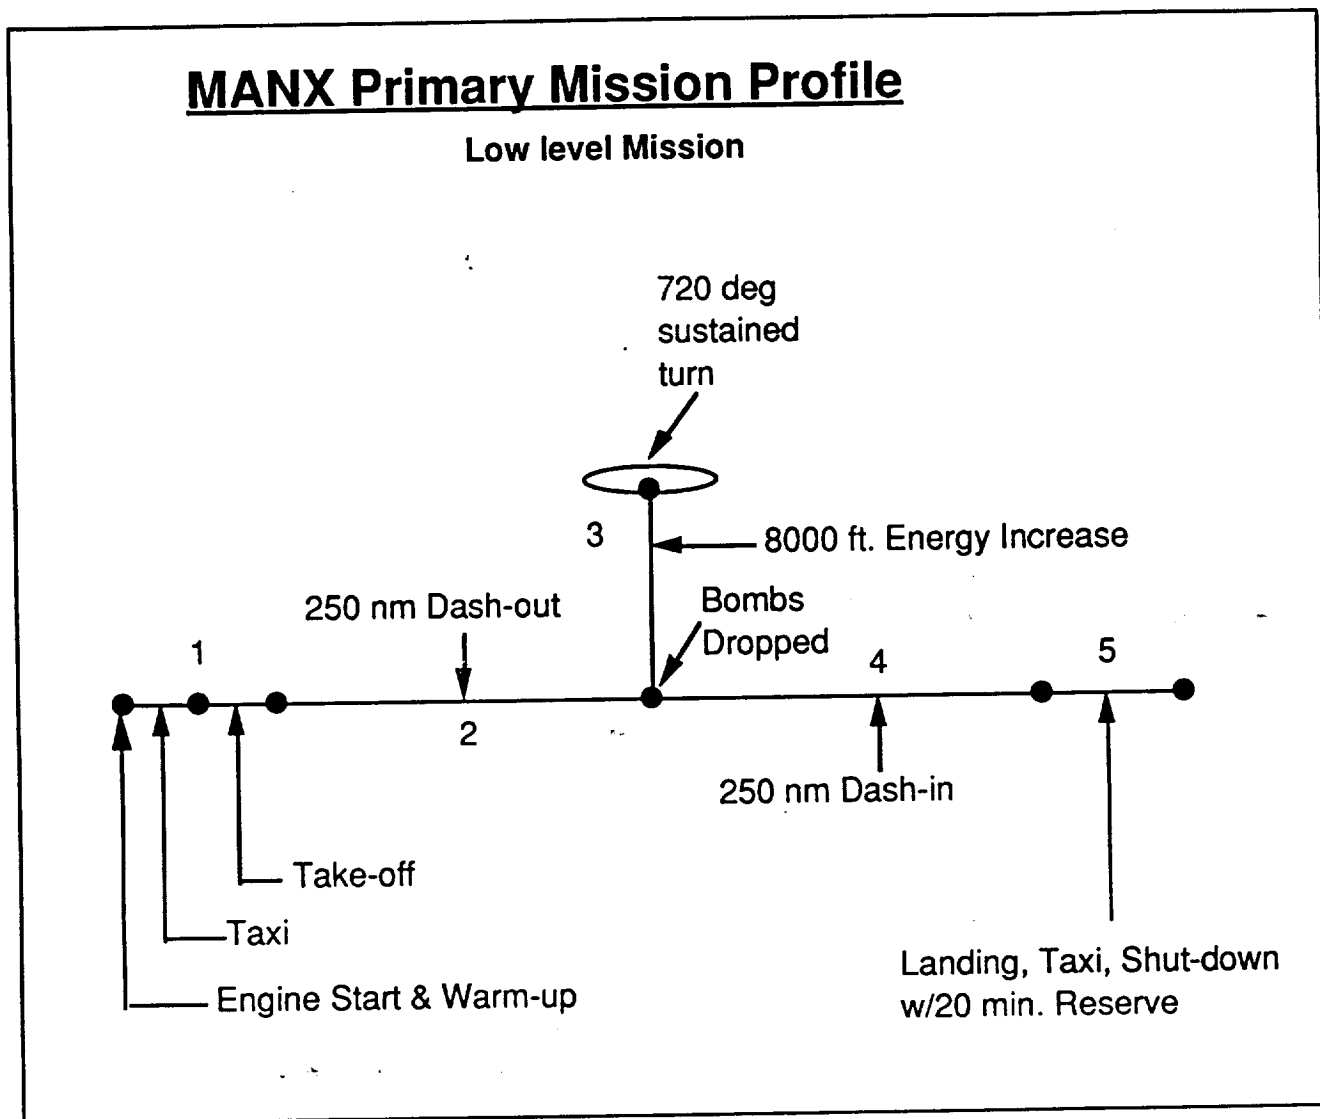 MANX Primary Mission Profile
Low level Mission
720 deg
sustained
turn
3
8000 ft. Energy Increase
250 nm Dash-out
Bombs
Dropped
1
4
5
2
250 nm Dash-in
Take-off
Taxi
Engine Start & Warm-up
Landing, Taxi, Shut-down
w/20 min. Reserve